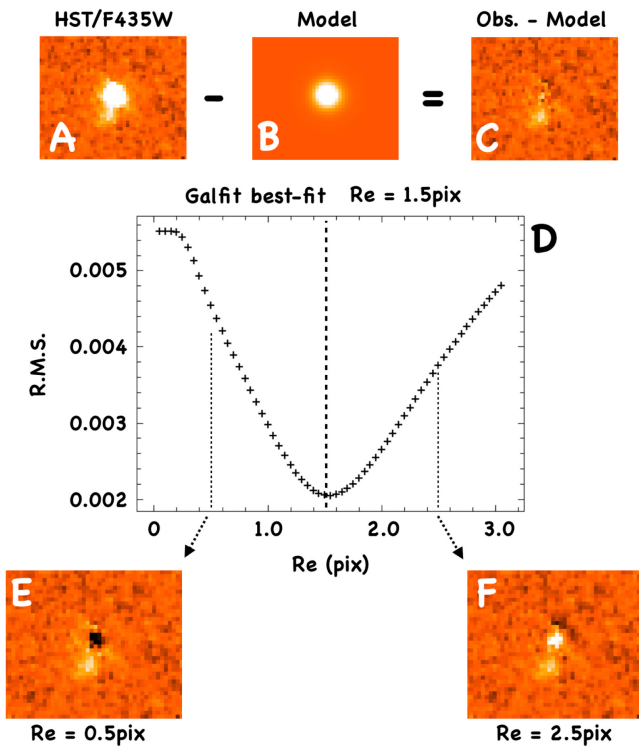 HST/F435W Model Obs. - Model
A - B = C
Galfit best-fit Re = 1.5pix
D
R.M.S.
0.005
0.004
0.003
0.002
0 1.0 2.0 3.0
Re (pix)
E F
Re = 0.5pix Re = 2.5pix